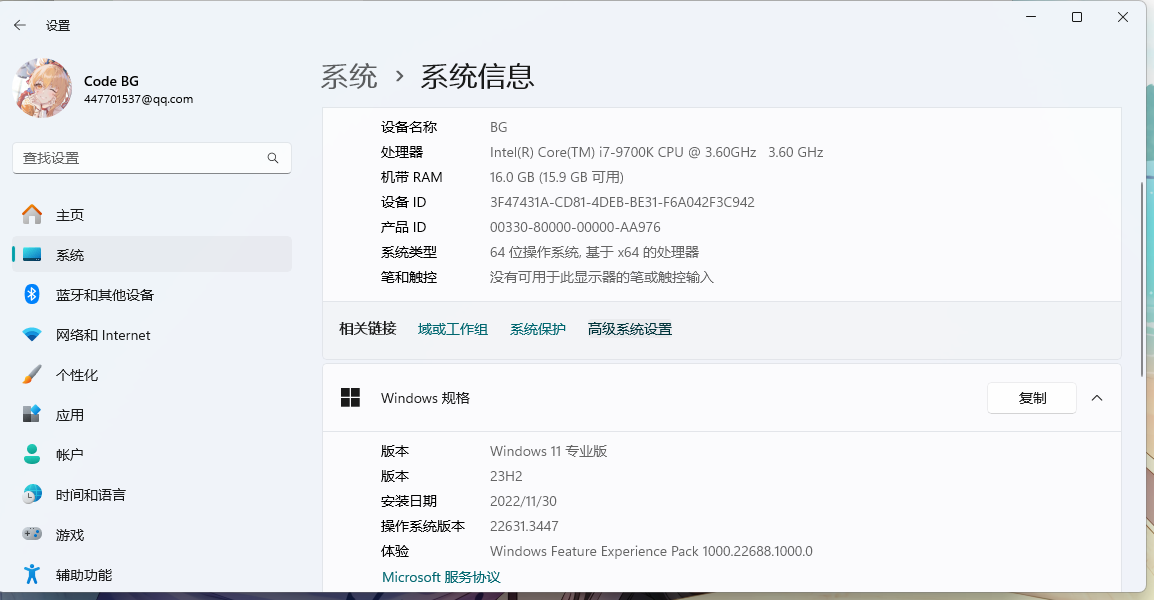 设置
Code BG
447701537@qq.com
查找设置
主页
系统
蓝牙和其他设备
网络和 Internet
个性化
应用
帐户
时间和语言
游戏
辅助功能
系统 › 系统信息
设备名称 BG
处理器 Intel(R) Core(TM) i7-9700K CPU @ 3.60GHz 3.60 GHz
机带 RAM 16.0 GB (15.9 GB 可用)
设备 ID 3F47431A-CD81-4DEB-BE31-F6A042F3C942
产品 ID 00330-80000-00000-AA976
系统类型 64 位操作系统, 基于 x64 的处理器
笔和触控 没有可用于此显示器的笔或触控输入
相关链接 域或工作组 系统保护 高级系统设置
Windows 规格 复制
版本 Windows 11 专业版
版本 23H2
安装日期 2022/11/30
操作系统版本 22631.3447
体验 Windows Feature Experience Pack 1000.22688.1000.0
Microsoft 服务协议